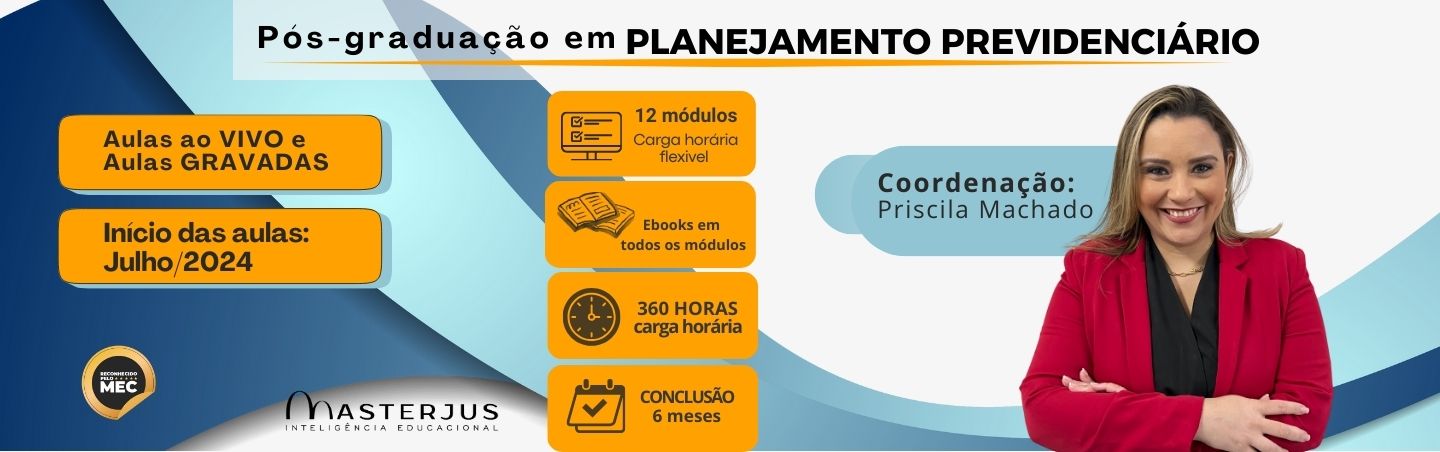 Pós-graduação em PLANEJAMENTO PREVIDENCIÁRIO
Aulas ao VIVO e
Aulas GRAVADAS
Início das aulas:
Julho/2024
RECONHECIDO
PELO
MEC
MASTERJUS
INTELIGÊNCIA EDUCACIONAL
12 módulos
Carga horária
flexivel
Ebooks em
todos os módulos
360 HORAS
carga horária
CONCLUSÃO
6 meses
Coordenação:
Priscila Machado